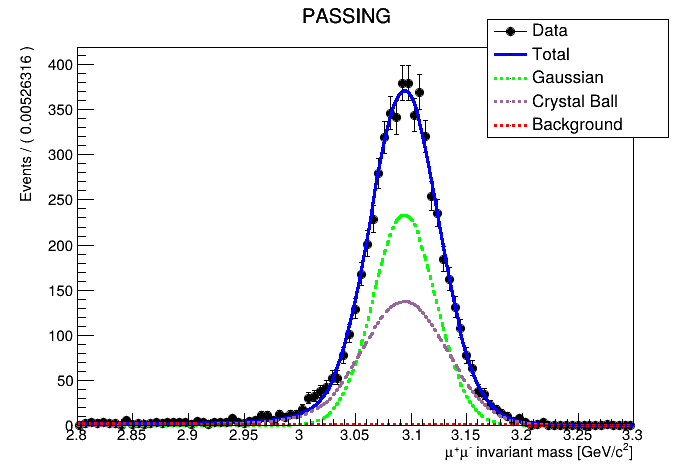 PASSING
Data
Total
Gaussian
Crystal Ball
Background
Events / ( 0.00526316 )
400
350
300
250
200
150
100
50
0
2.8 2.85 2.9 2.95 3 3.05 3.1 3.15 3.2 3.25 3.3
μ⁺μ⁻ invariant mass [GeV/c²]